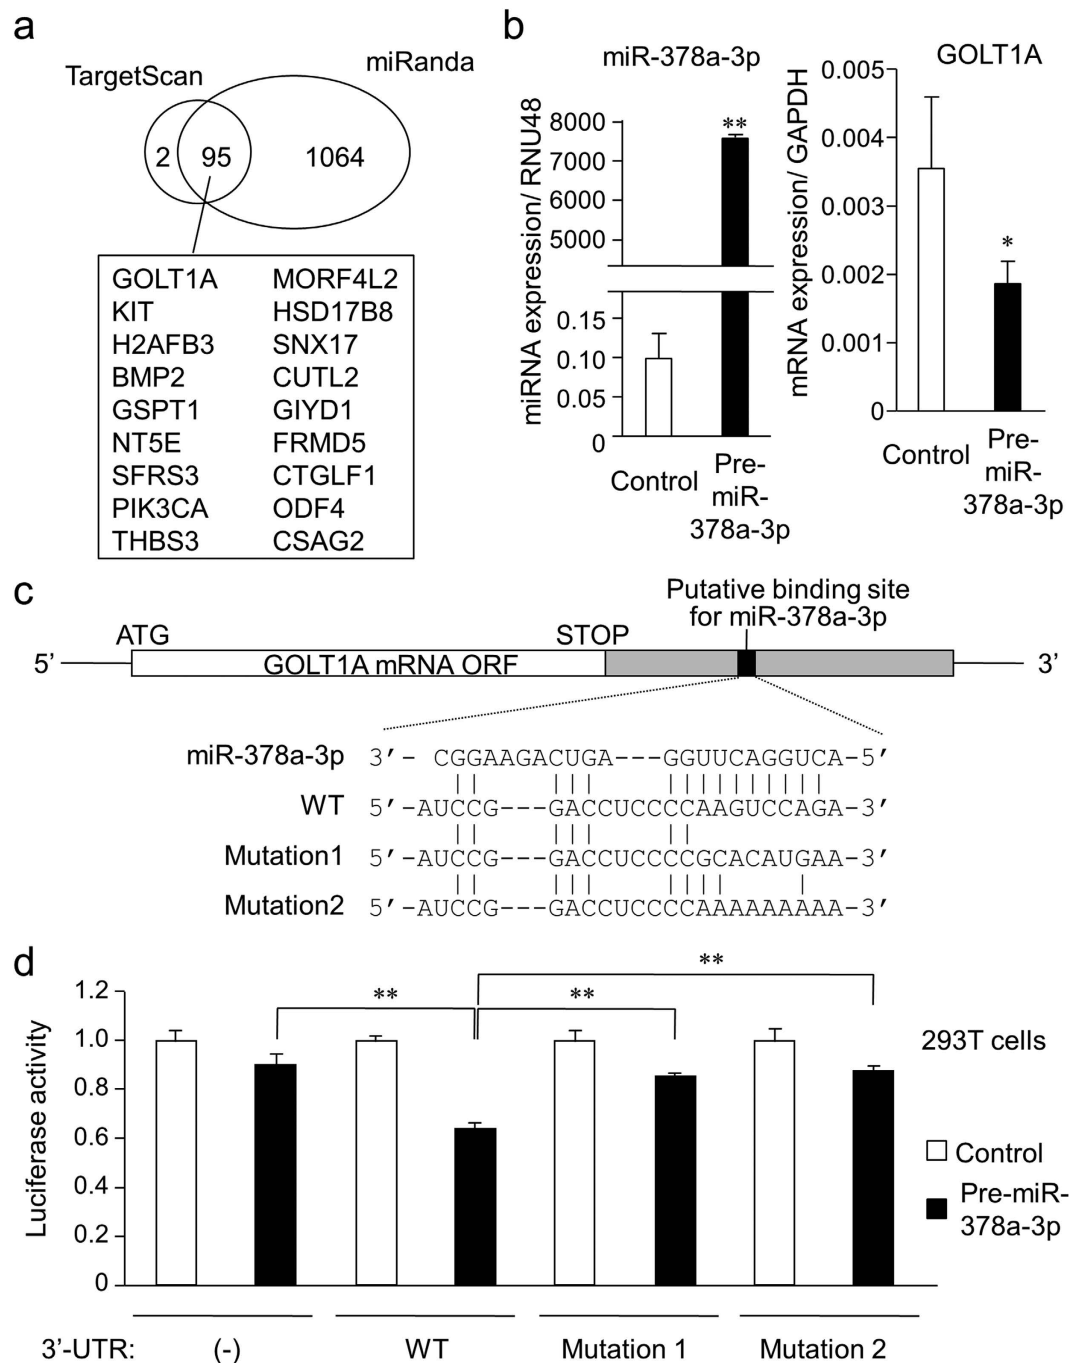 a
TargetScan
miRanda
2 95 1064
GOLT1A MORF4L2
KIT HSD17B8
H2AFB3 SNX17
BMP2 CUTL2
GSPT1 GIYD1
NT5E FRMD5
SFRS3 CTGLF1
PIK3CA ODF4
THBS3 CSAG2
b
miR-378a-3p
miRNA expression/ RNU48
8000
7000
6000
5000
0.15
0.10
0.05
0
**
Control
Pre-
miR-
378a-3p
GOLT1A
mRNA expression/ GAPDH
0.005
0.004
0.003
0.002
0.001
0
*
Control
Pre-
miR-
378a-3p
c
Putative binding site
for miR-378a-3p
ATG STOP
5’ GOLT1A mRNA ORF 3’
miR-378a-3p 3’- CGGAAGACUGA---GGUUCAGGUCA-5’
WT 5’-AUCCG---GACCUCCCCAAGUCCAGA-3’
Mutation1 5’-AUCCG---GACCUCCCCGCACAUGAA-3’
Mutation2 5’-AUCCG---GACCUCCCCAAAAAAAAA-3’
d
Luciferase activity
1.2
1.0
0.8
0.6
0.4
0.2
0
** ** **
293T cells
Control
Pre-miR-
378a-3p
3’-UTR: (-) WT Mutation 1 Mutation 2